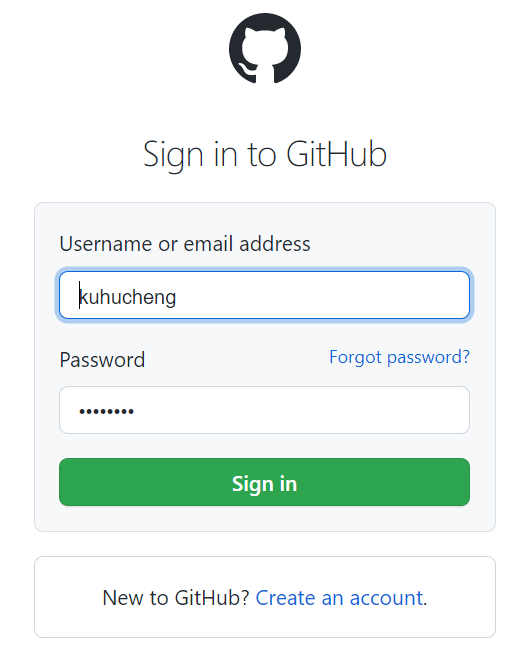 Sign in to GitHub
Username or email address
kuhucheng
Password Forgot password?
••••••••
Sign in
New to GitHub? Create an account.